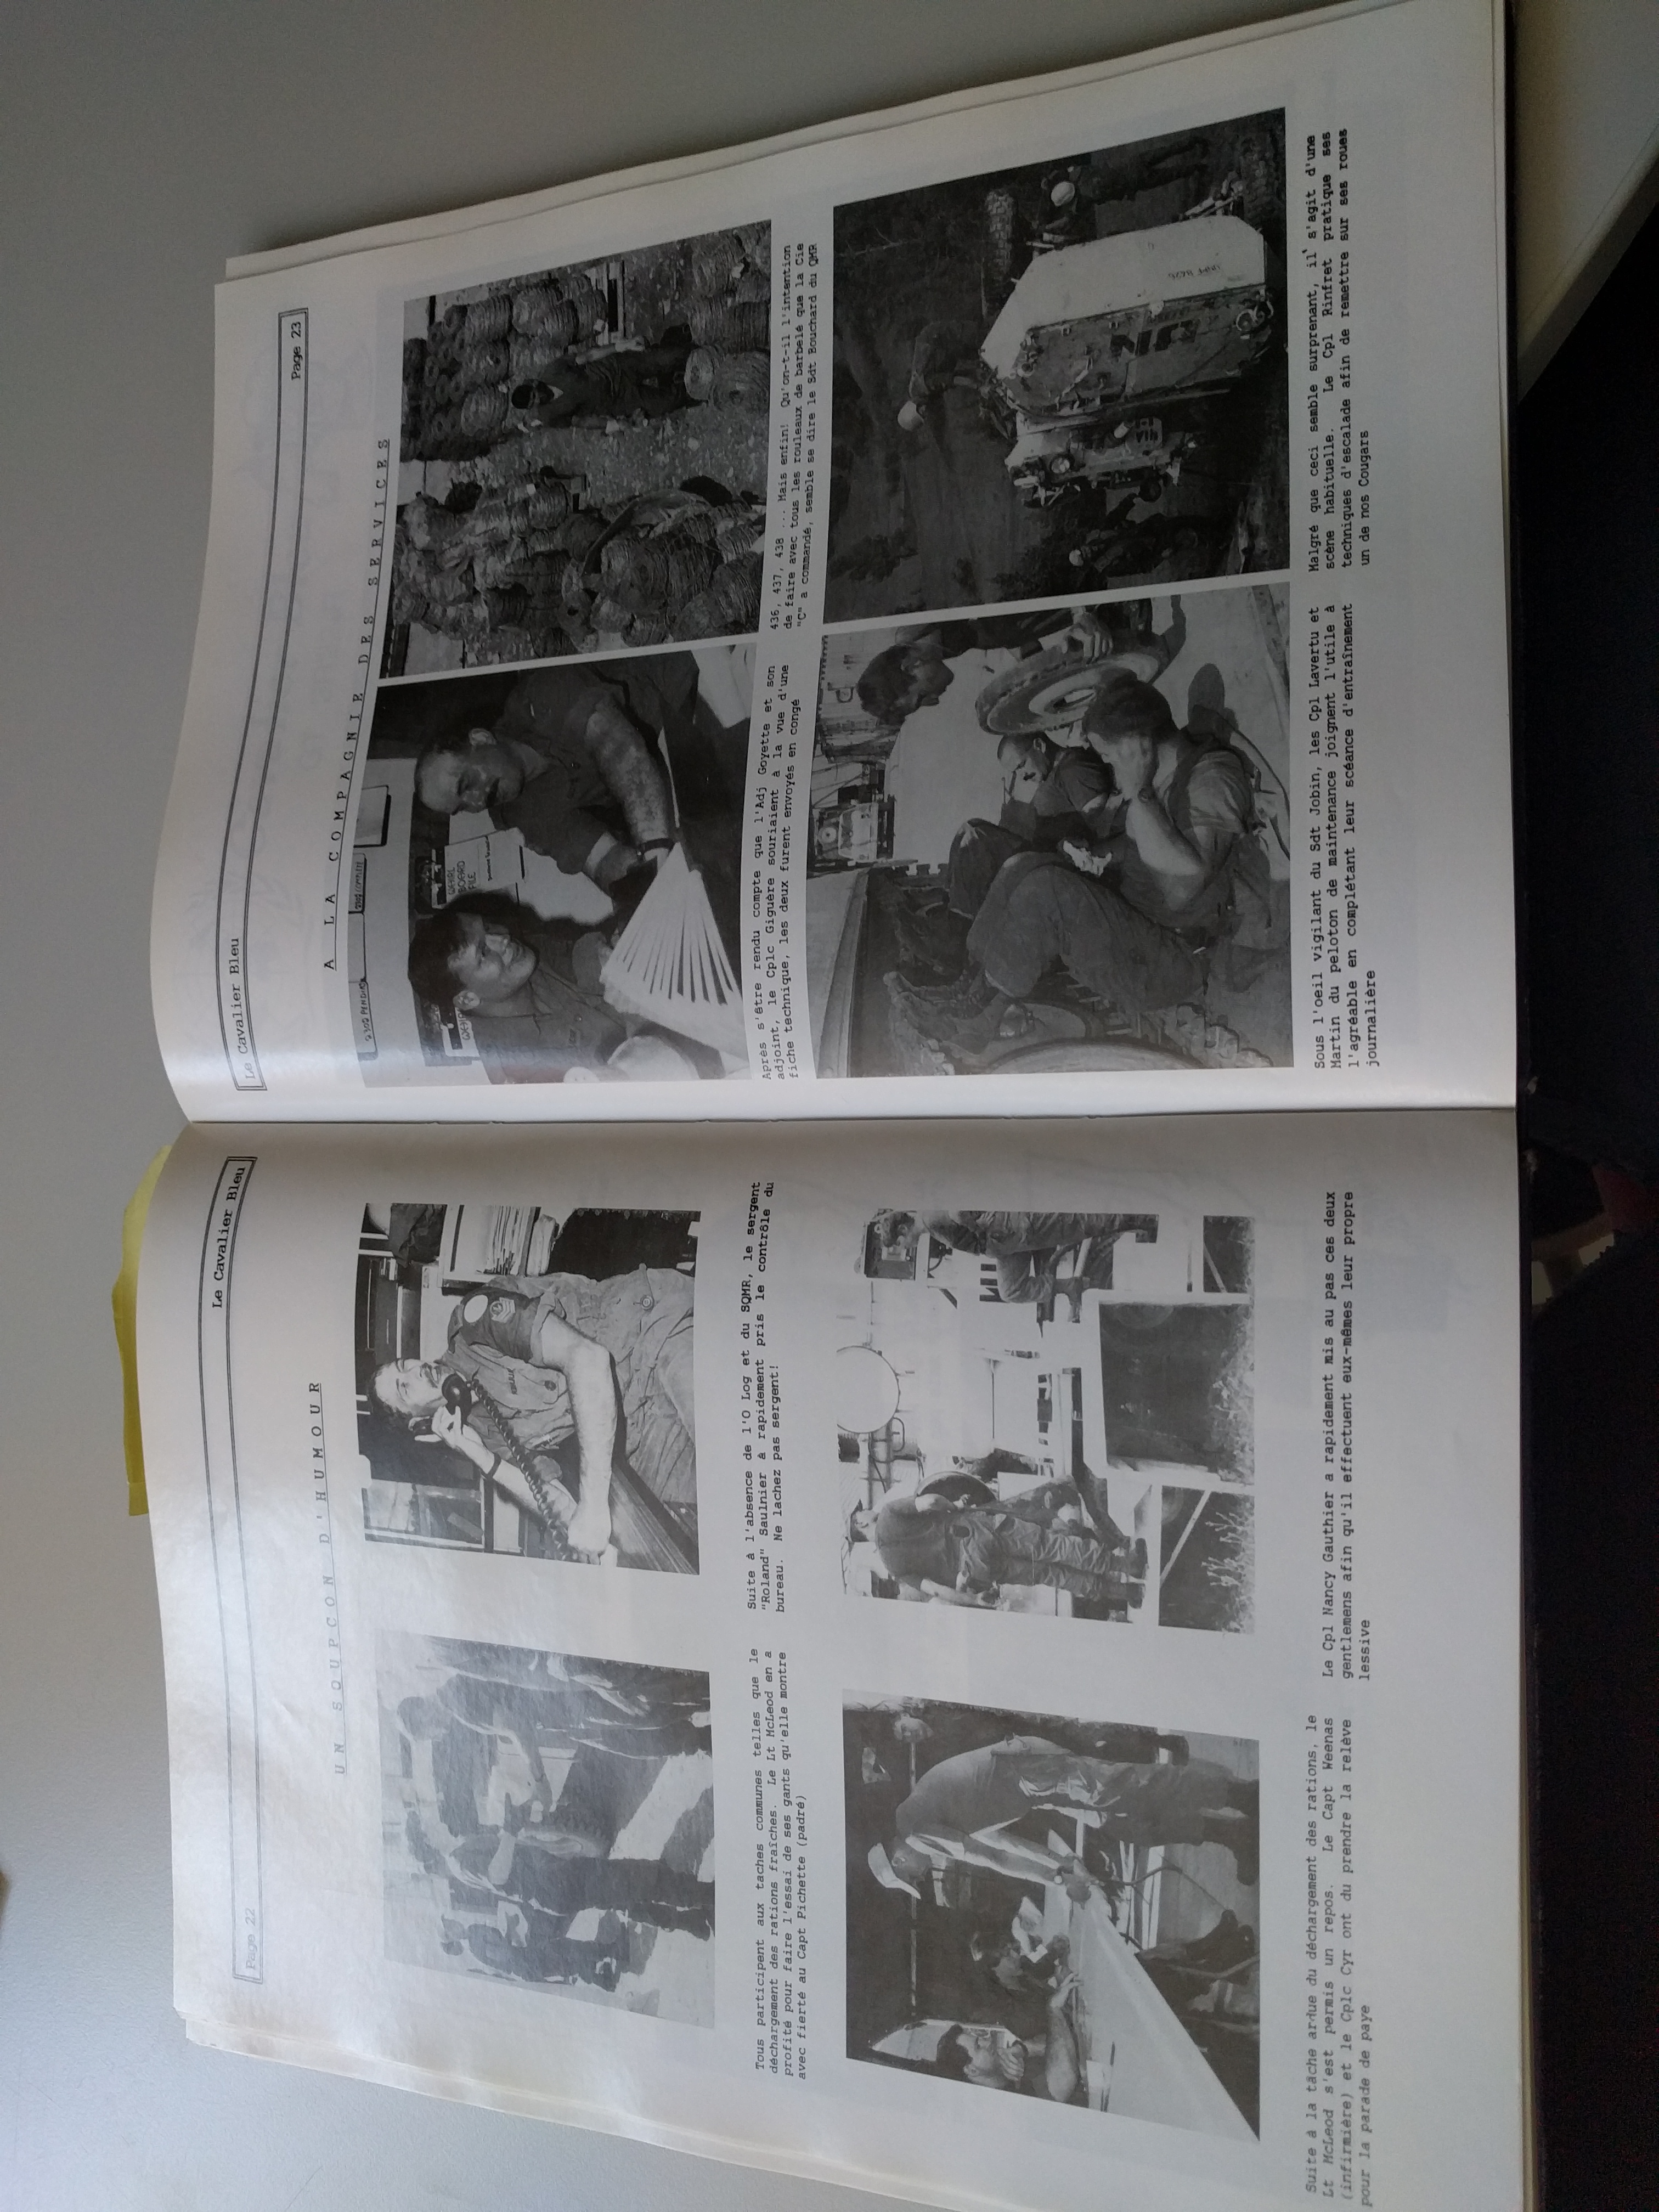 Page 22
Le Cavalier Bleu
UN SOUPCON D'HUMOUR
Tous participent aux taches communes telles que le
déchargement des rations fraîches. Le Lt McLeod en a
profité pour faire l'essai de ses gants qu'elle montre
avec fierté au Capt Pichette (padré)
Suite à l'absence de l'O Log et du SQMR, le sergent
"Roland" Saulnier à rapidement pris le contrôle du
bureau. Ne lachez pas sergent!
Suite à la tâche ardue du déchargement des rations, le
Lt McLeod s'est permis un repos. Le Capt Weenas
(infirmière) et le Cplc Cyr ont du prendre la relève
pour la parade de paye
Le Cpl Nancy Gauthier a rapidement mis au pas ces deux
gentlemens afin qu'il effectuent eux-mêmes leur propre
lessive
Le Cavalier Bleu
Page 23
A LA COMPAGNIE DES SERVICES
2302 PENDING
2302 COMPLETE
WEIRL
BOARD
FILE
Après s'être rendu compte que l'Adj Goyette et son
adjoint, le Cplc Giguère souriaient à la vue d'une
fiche technique, les deux furent envoyés en congé
436, 437, 438 ... Mais enfin! Qu'on-t-il l'intention
de faire avec tous les rouleaux de barbelé que la Cie
"C" a commandé, semble se dire le Sdt Bouchard du QMR
UN
Sous l'oeil vigilant du Sdt Jobin, les Cpl Lavertu et
Martin du peloton de maintenance joignent l'utile à
l'agréable en complétant leur scéance d'entraînement
journalière
Malgré que ceci semble surprenant, il s'agit d'une
scène habituelle. Le Cpl Rinfret pratique ses
techniques d'escalade afin de remettre sur ses roues
un de nos Cougars